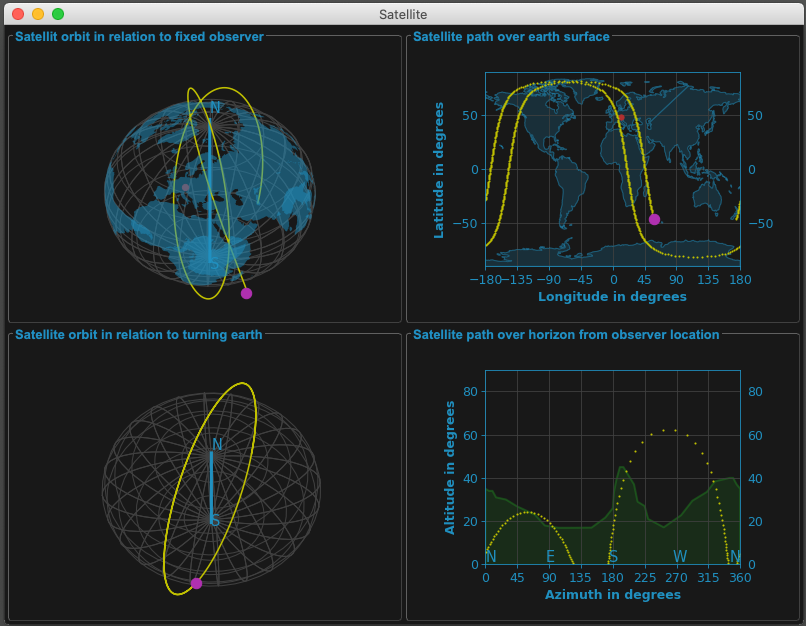 Satellite
Satellit orbit in relation to fixed observer
N
S
Satellite path over earth surface
Latitude in degrees
50
0
−50
50
0
−50
−180 −135 −90 −45 0 45 90 135 180
Longitude in degrees
Satellite orbit in relation to turning earth
N
S
Satellite path over horizon from observer location
Altitude in degrees
80
60
40
20
0
80
60
40
20
0
N E S W N
0 45 90 135 180 225 270 315 360
Azimuth in degrees